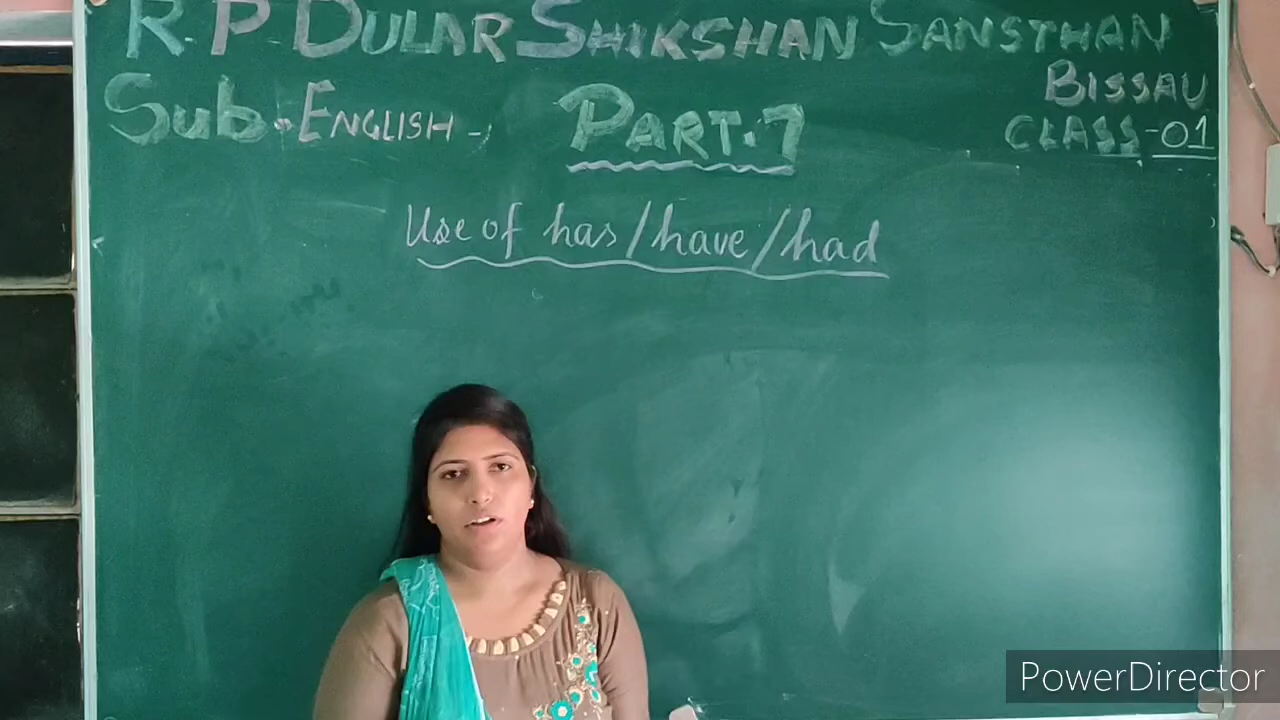 R. P. DULAR SHIKSHAN SANSTHAN
BISSAU
Sub. ENGLISH - PART.7 CLASS-01
Use of has/have/had
PowerDirector